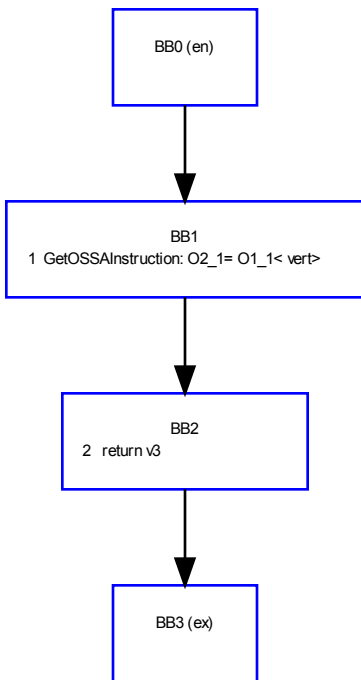 BB0 (en)
BB1
1 GetOSSAInstruction: O2_1= O1_1< vert>
BB2
2 return v3
BB3 (ex)